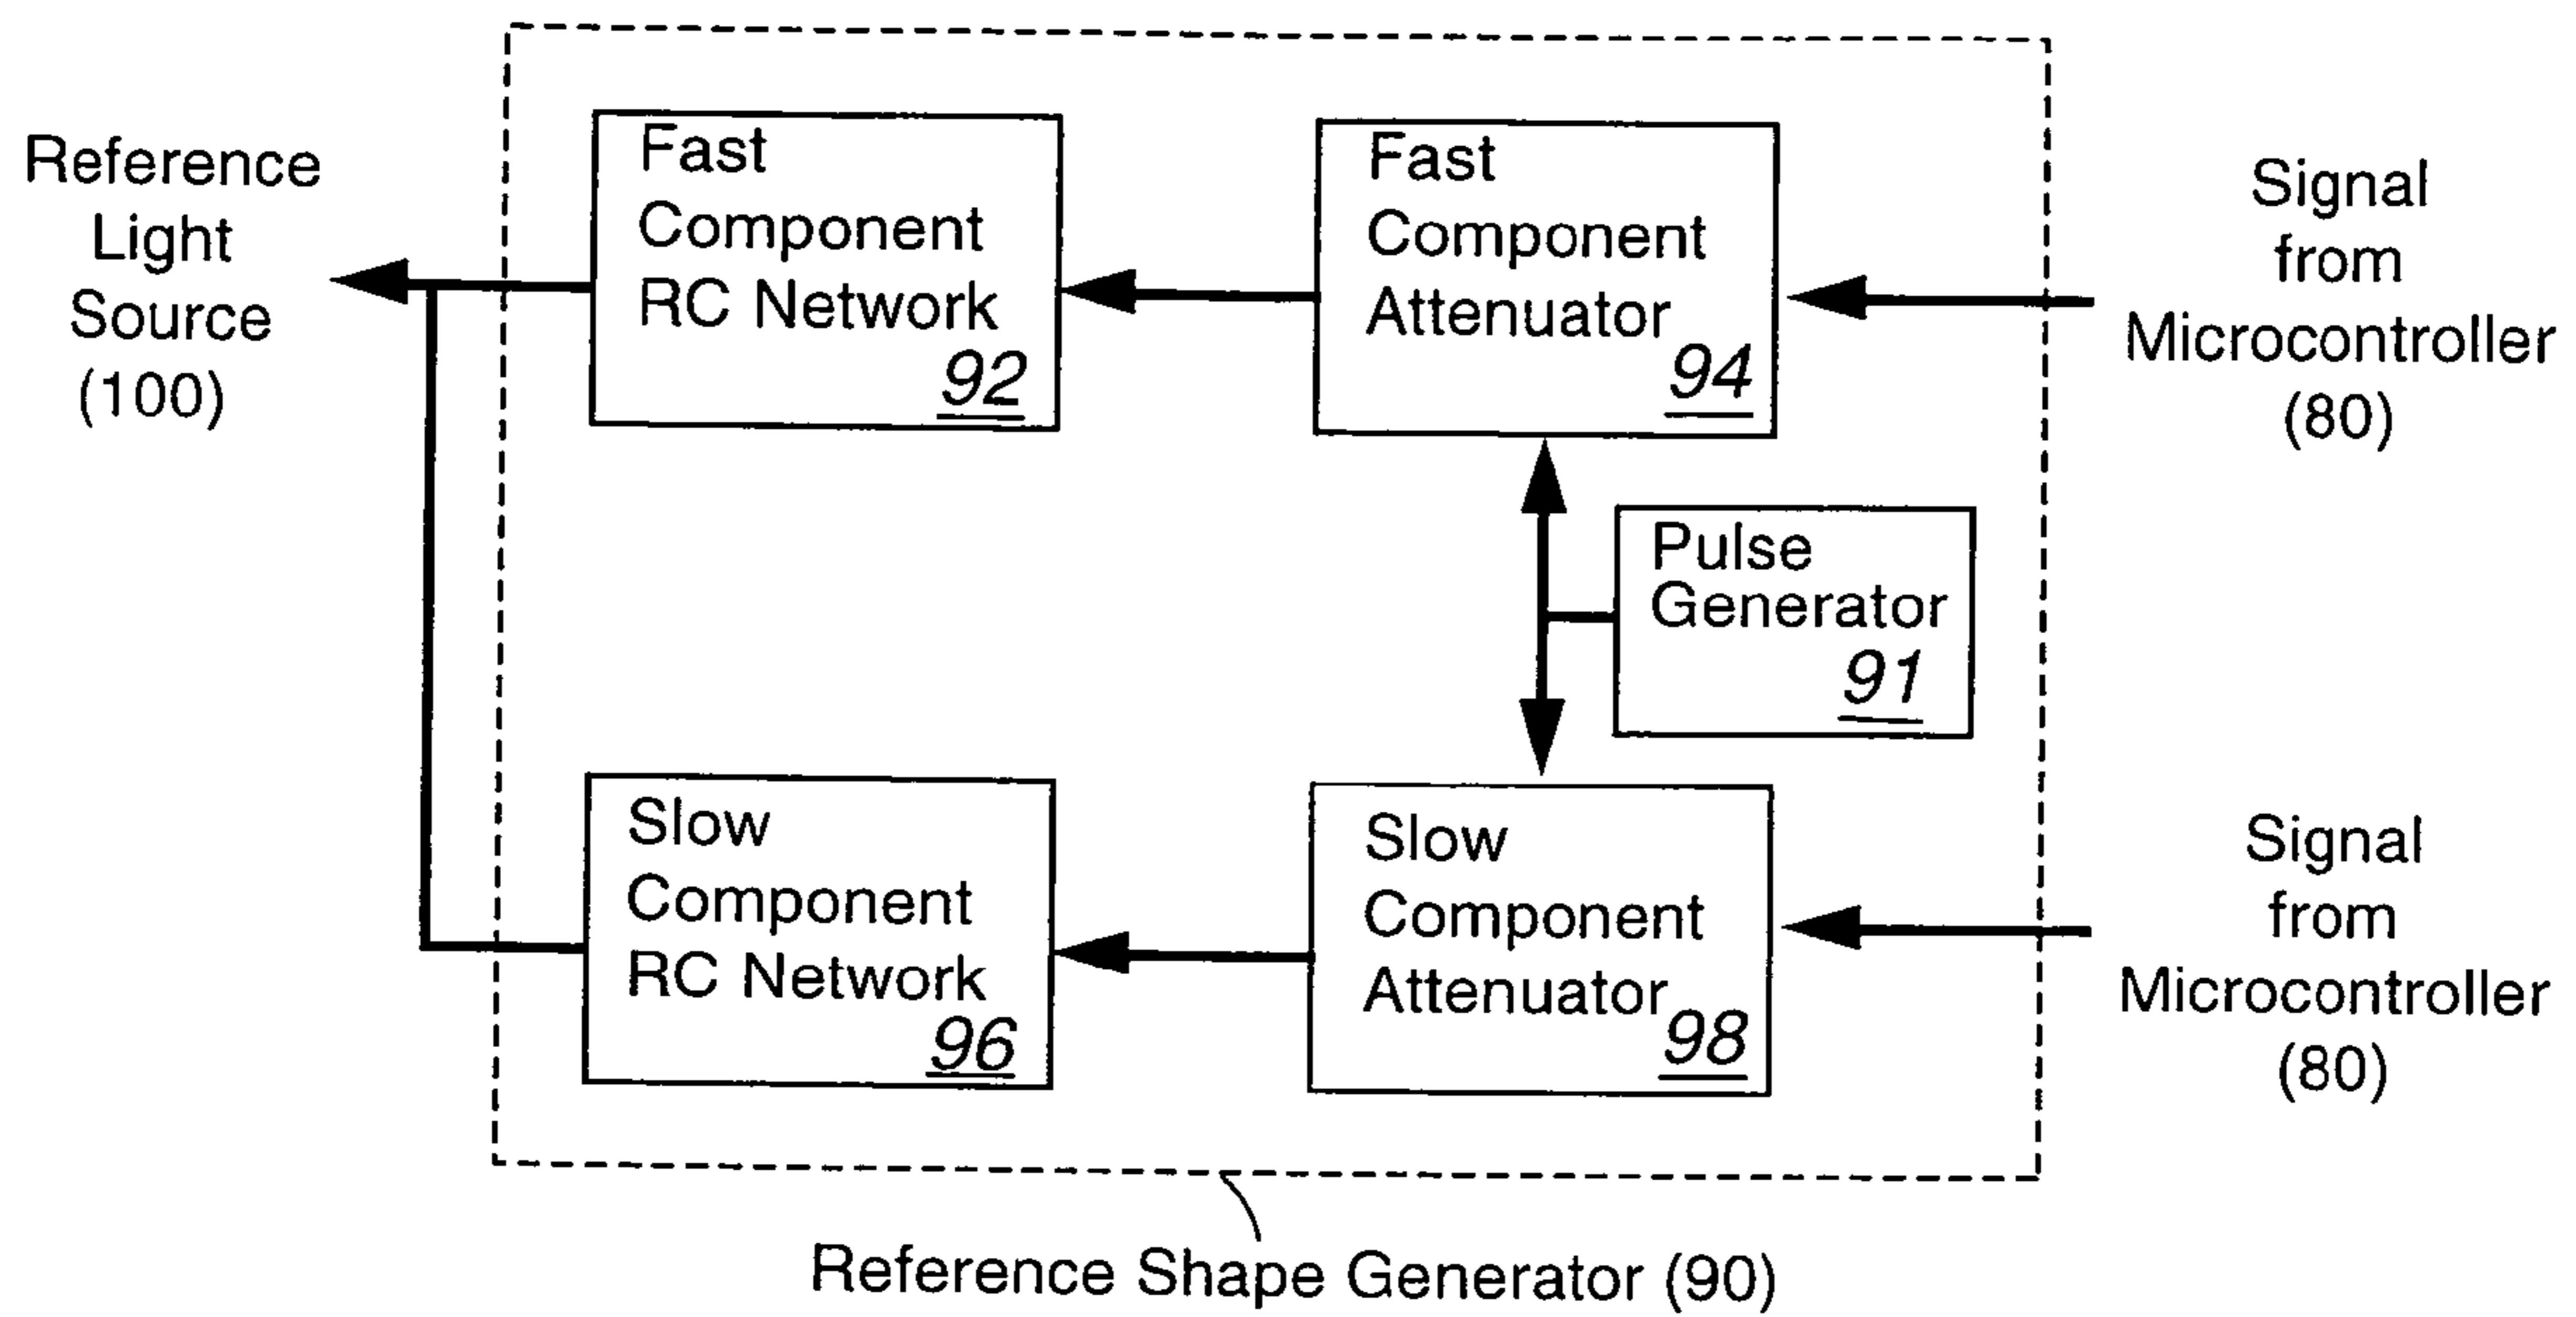 Reference
Light
Source
(100)
Fast
Component
RC Network
92
Fast
Component
Attenuator
94
Signal
from
Microcontroller
(80)
Pulse
Generator
91
Slow
Component
RC Network
96
Slow
Component
Attenuator
98
Signal
from
Microcontroller
(80)
Reference Shape Generator (90)